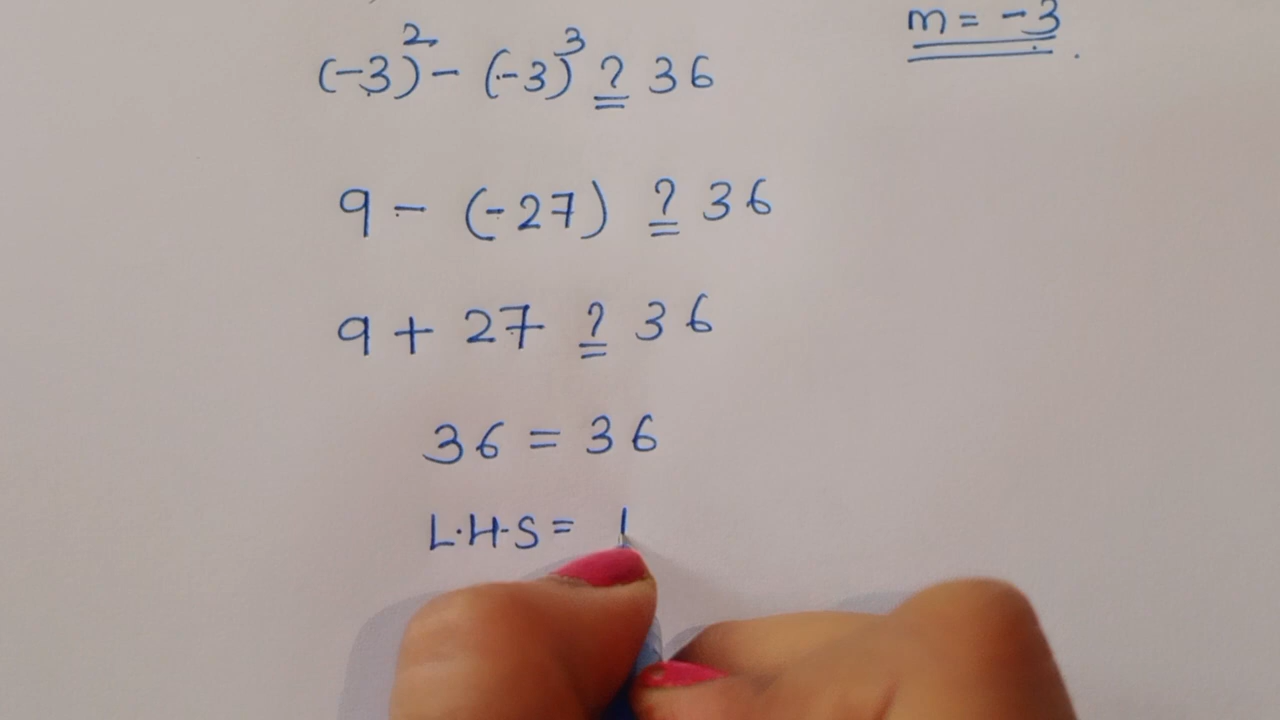 m = -3.
(-3)² - (-3)³ ≟ 36
9 - (-27) ≟ 36
9 + 27 ≟ 36
36 = 36
L.H.S =